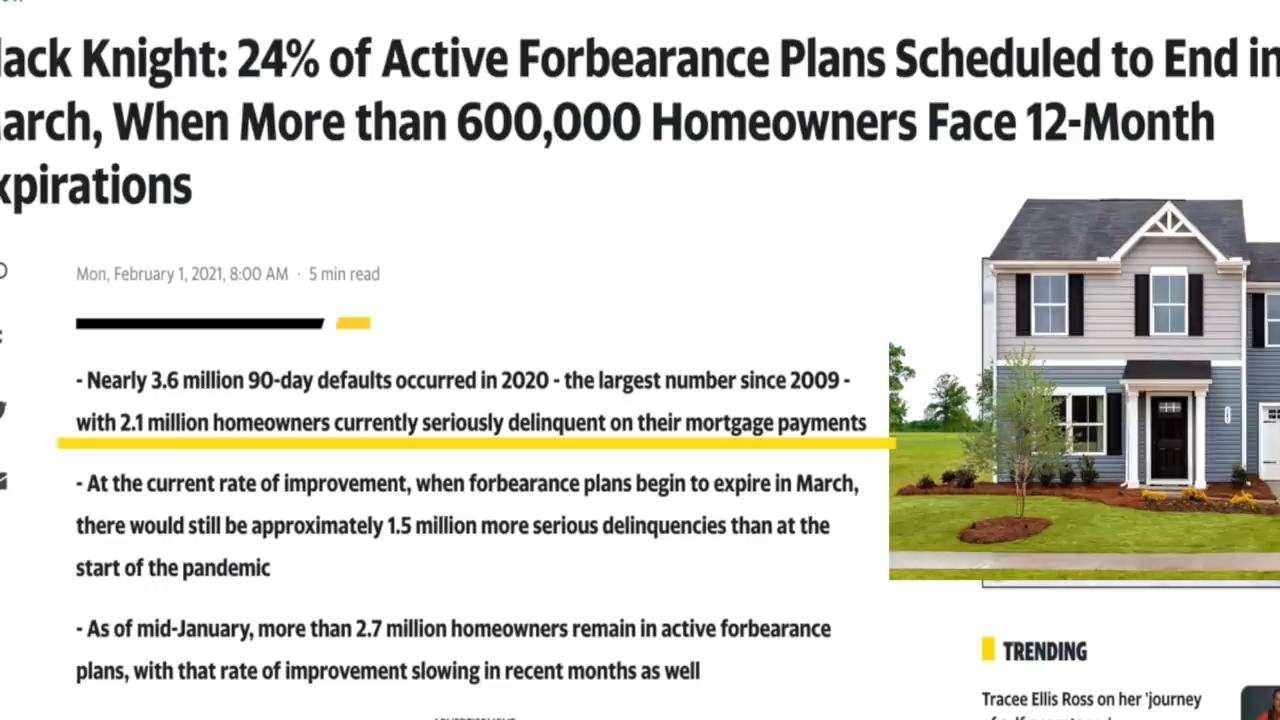 lack Knight: 24% of Active Forbearance Plans Scheduled to End in
arch, When More than 600,000 Homeowners Face 12-Month
xpirations
Mon, February 1, 2021, 8:00 AM · 5 min read
- Nearly 3.6 million 90-day defaults occurred in 2020 - the largest number since 2009 -
with 2.1 million homeowners currently seriously delinquent on their mortgage payments
- At the current rate of improvement, when forbearance plans begin to expire in March,
there would still be approximately 1.5 million more serious delinquencies than at the
start of the pandemic
- As of mid-January, more than 2.7 million homeowners remain in active forbearance
plans, with that rate of improvement slowing in recent months as well
TRENDING
Tracee Ellis Ross on her 'journey